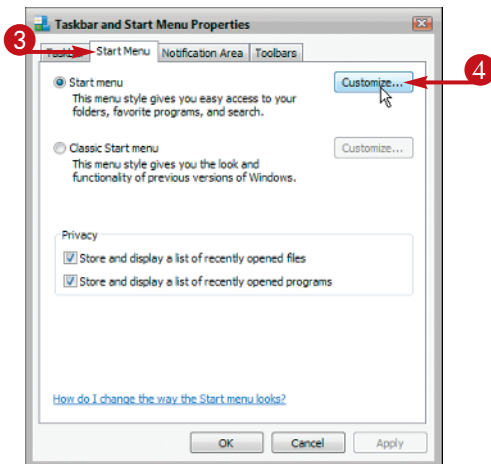 Taskbar and Start Menu Properties
3
Start Menu Notification Area Toolbars
Start menu Customize... 4
This menu style gives you easy access to your
folders, favorite programs, and search.
Classic Start menu Customize...
This menu style gives you the look and
functionality of previous versions of Windows.
Privacy
Store and display a list of recently opened files
Store and display a list of recently opened programs
How do I change the way the Start menu looks?
OK Cancel Apply